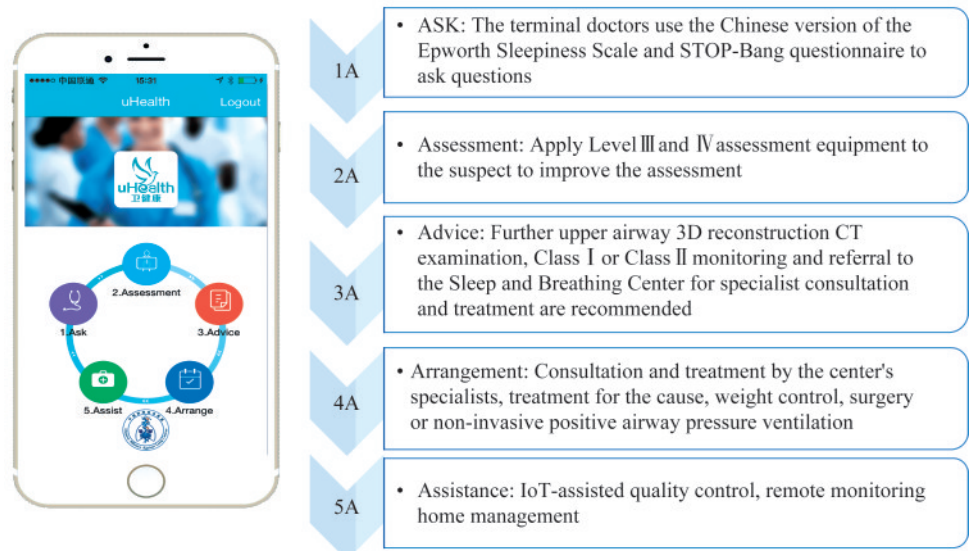 中国联通 15:31
uHealth Logout
uHealth
卫健康
2.Assessment
1.Ask
3.Advice
5.Assist
4.Arrange
1A
• ASK: The terminal doctors use the Chinese version of the
Epworth Sleepiness Scale and STOP-Bang questionnaire to
ask questions
2A
• Assessment: Apply Level Ⅲ and Ⅳ assessment equipment to
the suspect to improve the assessment
3A
• Advice: Further upper airway 3D reconstruction CT
examination, Class Ⅰ or Class Ⅱ monitoring and referral to
the Sleep and Breathing Center for specialist consultation
and treatment are recommended
4A
• Arrangement: Consultation and treatment by the center's
specialists, treatment for the cause, weight control, surgery
or non-invasive positive airway pressure ventilation
5A
• Assistance: IoT-assisted quality control, remote monitoring
home management